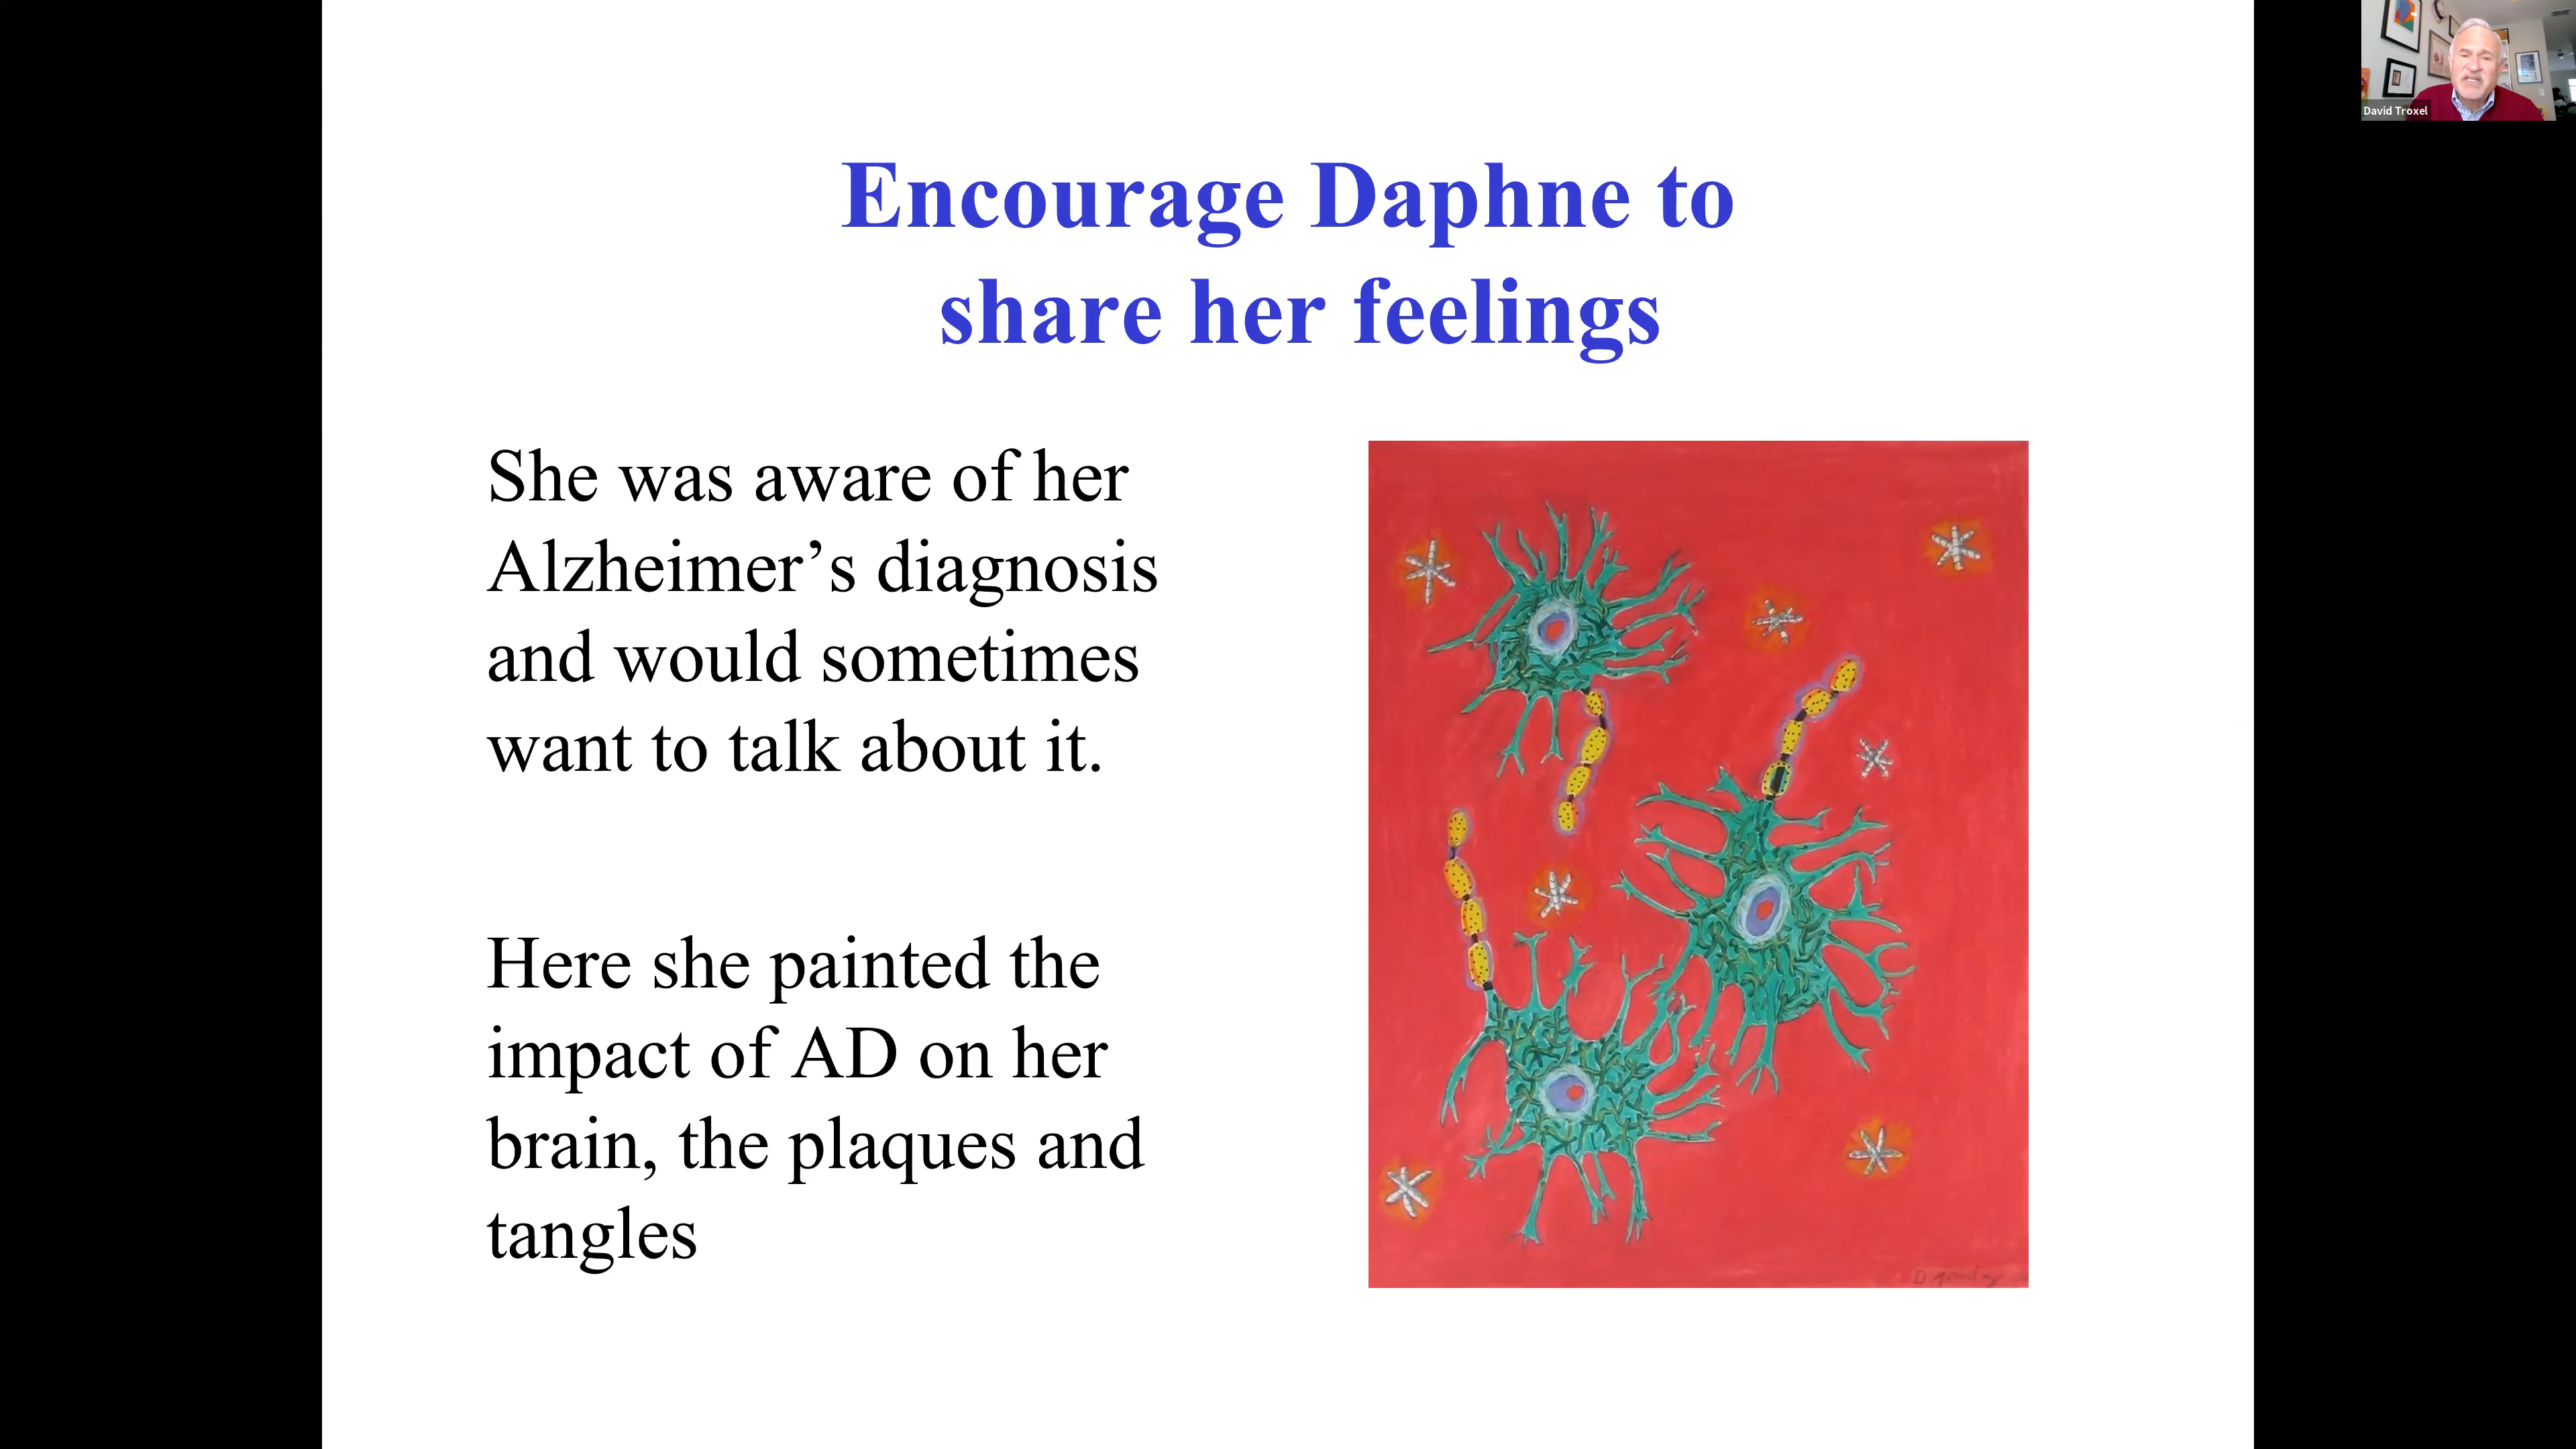 David Troxel
Encourage Daphne to
share her feelings
She was aware of her
Alzheimer’s diagnosis
and would sometimes
want to talk about it.
Here she painted the
impact of AD on her
brain, the plaques and
tangles